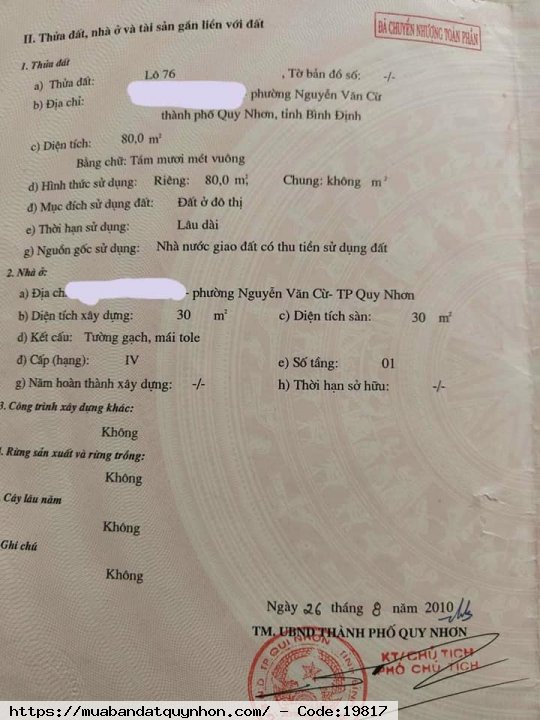 II. Thửa đất, nhà ở và tài sản gắn liền với đất
ĐÃ CHUYỂN NHƯỢNG TOÀN PHẦN
1. Thửa đất
a) Thửa đất: Lô 76 , Tờ bản đồ số: -/-
b) Địa chỉ: - phường Nguyễn Văn Cừ
thành phố Quy Nhơn, tỉnh Bình Định
c) Diện tích: 80,0 m²
Bằng chữ: Tám mươi mét vuông
d) Hình thức sử dụng: Riêng: 80,0 m², Chung: không m²
đ) Mục đích sử dụng đất: Đất ở đô thị
e) Thời hạn sử dụng: Lâu dài
g) Nguồn gốc sử dụng: Nhà nước giao đất có thu tiền sử dụng đất
2. Nhà ở:
a) Địa ch - phường Nguyễn Văn Cừ- TP Quy Nhơn
b) Diện tích xây dựng: 30 m² c) Diện tích sàn: 30 m²
d) Kết cấu: Tường gạch, mái tole
đ) Cấp (hạng): IV e) Số tầng: 01
g) Năm hoàn thành xây dựng: -/- h) Thời hạn sở hữu: -/-
3. Công trình xây dựng khác:
Không
4. Rừng sản xuất và rừng trồng:
Không
Cây lâu năm
Không
Ghi chú
Không
Ngày 26 tháng 8 năm 2010
TM. UBND THÀNH PHỐ QUY NHƠN
KT/CHỦ TỊCH
PHÓ CHỦ TỊCH
TP QUI NHƠN
https://muabandatquynhon.com/ - Code:19817